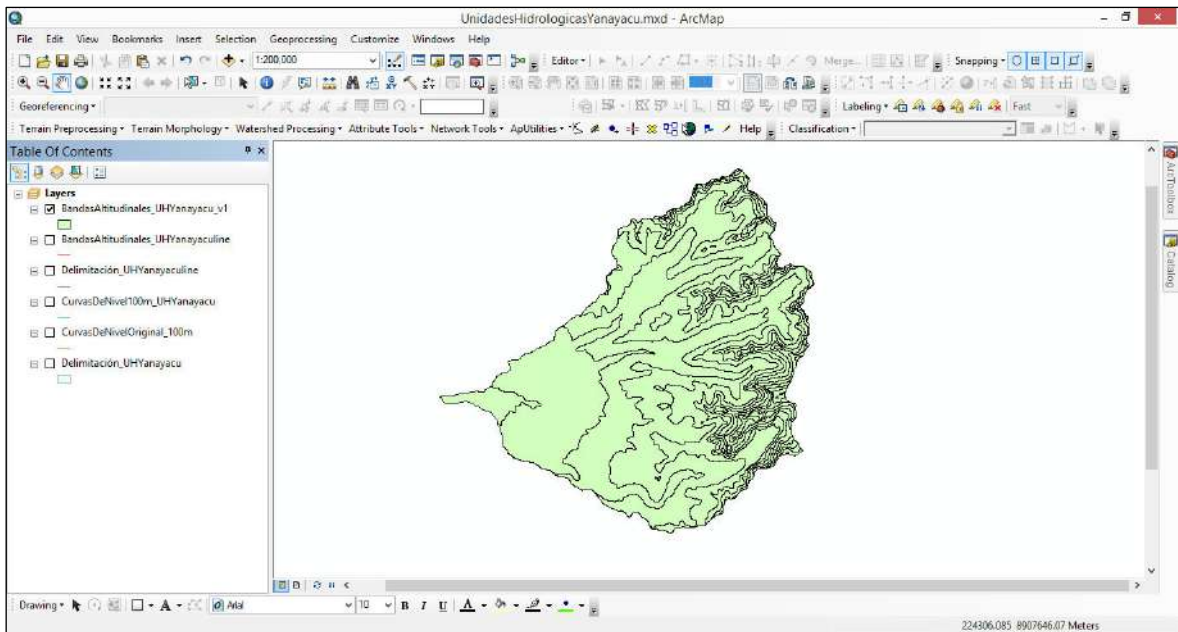 UnidadesHidrologicasYanayacu.mxd - ArcMap
File Edit View Bookmarks Insert Selection Geoprocessing Customize Windows Help
1:200,000 Editor Merge... Snapping
Georeferencing Labeling Fast
Terrain Preprocessing Terrain Morphology Watershed Processing Attribute Tools Network Tools ApUtilities Help Classification
Table Of Contents
Layers
BandasAltitudinales_UHYanayacu_v1
BandasAltitudinales_UHYanayaculine
Delimitación_UHYanayaculine
CurvasDeNivel100m_UHYanayacu
CurvasDeNivelOriginal_100m
Delimitación_UHYanayacu
ArcToolbox
Catalog
Drawing A Arial 10 B I U A
224306.085 8907646.07 Meters